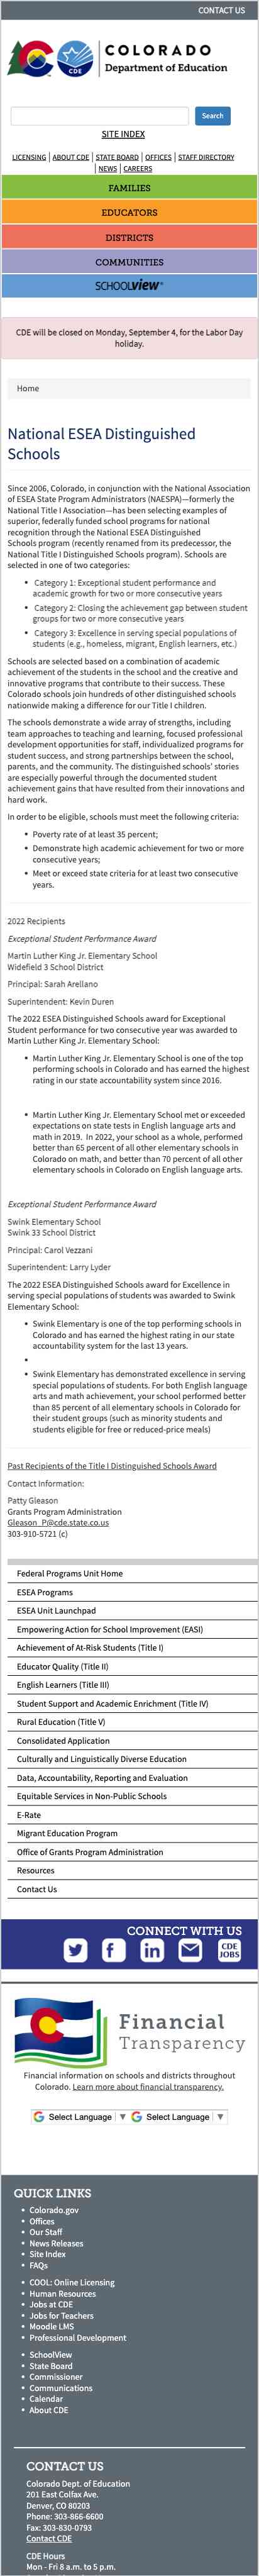 CONTACT US
COLORADO
Department of Education
CDE
Search
SITE INDEX
LICENSING | ABOUT CDE | STATE BOARD | OFFICES | STAFF DIRECTORY
| NEWS | CAREERS
FAMILIES
EDUCATORS
DISTRICTS
COMMUNITIES
SCHOOLVIEW
CDE will be closed on Monday, September 4, for the Labor Day
holiday.
Home
National ESEA Distinguished
Schools
Since 2006, Colorado, in conjunction with the National Association
of ESEA State Program Administrators (NAESPA)—formerly the
National Title I Association—has been selecting examples of
superior, federally funded school programs for national
recognition through the National ESEA Distinguished
Schools program (recently renamed from its predecessor, the
National Title I Distinguished Schools program). Schools are
selected in one of two categories:
• Category 1: Exceptional student performance and
academic growth for two or more consecutive years
• Category 2: Closing the achievement gap between student
groups for two or more consecutive years
• Category 3: Excellence in serving special populations of
students (e.g., homeless, migrant, English learners, etc.)
Schools are selected based on a combination of academic
achievement of the students in the school and the creative and
innovative programs that contribute to their success. These
Colorado schools join hundreds of other distinguished schools
nationwide making a difference for our Title I children.
The schools demonstrate a wide array of strengths, including
team approaches to teaching and learning, focused professional
development opportunities for staff, individualized programs for
student success, and strong partnerships between the school,
parents, and the community. The distinguished schools' stories
are especially powerful through the documented student
achievement gains that have resulted from their innovations and
hard work.
In order to be eligible, schools must meet the following criteria:
• Poverty rate of at least 35 percent;
• Demonstrate high academic achievement for two or more
consecutive years;
• Meet or exceed state criteria for at least two consecutive
years.
2022 Recipients
Exceptional Student Performance Award
Martin Luther King Jr. Elementary School
Widefield 3 School District
Principal: Sarah Arellano
Superintendent: Kevin Duren
The 2022 ESEA Distinguished Schools award for Exceptional
Student performance for two consecutive year was awarded to
Martin Luther King Jr. Elementary School:
• Martin Luther King Jr. Elementary School is one of the top
performing schools in Colorado and has earned the highest
rating in our state accountability system since 2016.
• Martin Luther King Jr. Elementary School met or exceeded
expectations on state tests in English language arts and
math in 2019. In 2022, your school as a whole, performed
better than 65 percent of all other elementary schools in
Colorado on math, and better than 70 percent of all other
elementary schools in Colorado on English language arts.
Exceptional Student Performance Award
Swink Elementary School
Swink 33 School District
Principal: Carol Vezzani
Superintendent: Larry Lyder
The 2022 ESEA Distinguished Schools award for Excellence in
serving special populations of students was awarded to Swink
Elementary School:
• Swink Elementary is one of the top performing schools in
Colorado and has earned the highest rating in our state
accountability system for the last 13 years.
•
• Swink Elementary has demonstrated excellence in serving
special populations of students. For both English language
arts and math achievement, your school performed better
than 85 percent of all elementary schools in Colorado for
their student groups (such as minority students and
students eligible for free or reduced-price meals)
Past Recipients of the Title I Distinguished Schools Award
Contact Information:
Patty Gleason
Grants Program Administration
Gleason_P@cde.state.co.us
303-910-5721 (c)
Federal Programs Unit Home
ESEA Programs
ESEA Unit Launchpad
Empowering Action for School Improvement (EASI)
Achievement of At-Risk Students (Title I)
Educator Quality (Title II)
English Learners (Title III)
Student Support and Academic Enrichment (Title IV)
Rural Education (Title V)
Consolidated Application
Culturally and Linguistically Diverse Education
Data, Accountability, Reporting and Evaluation
Equitable Services in Non-Public Schools
E-Rate
Migrant Education Program
Office of Grants Program Administration
Resources
Contact Us
CONNECT WITH US
CDE
JOBS
Financial
Transparency
Financial information on schools and districts throughout
Colorado. Learn more about financial transparency.
Select Language ▼ Select Language ▼
QUICK LINKS
• Colorado.gov
• Offices
• Our Staff
• News Releases
• Site Index
• FAQs
• COOL: Online Licensing
• Human Resources
• Jobs at CDE
• Jobs for Teachers
• Moodle LMS
• Professional Development
• SchoolView
• State Board
• Commissioner
• Communications
• Calendar
• About CDE
CONTACT US
Colorado Dept. of Education
201 East Colfax Ave.
Denver, CO 80203
Phone: 303-866-6600
Fax: 303-830-0793
Contact CDE
CDE Hours
Mon - Fri 8 a.m. to 5 p.m.